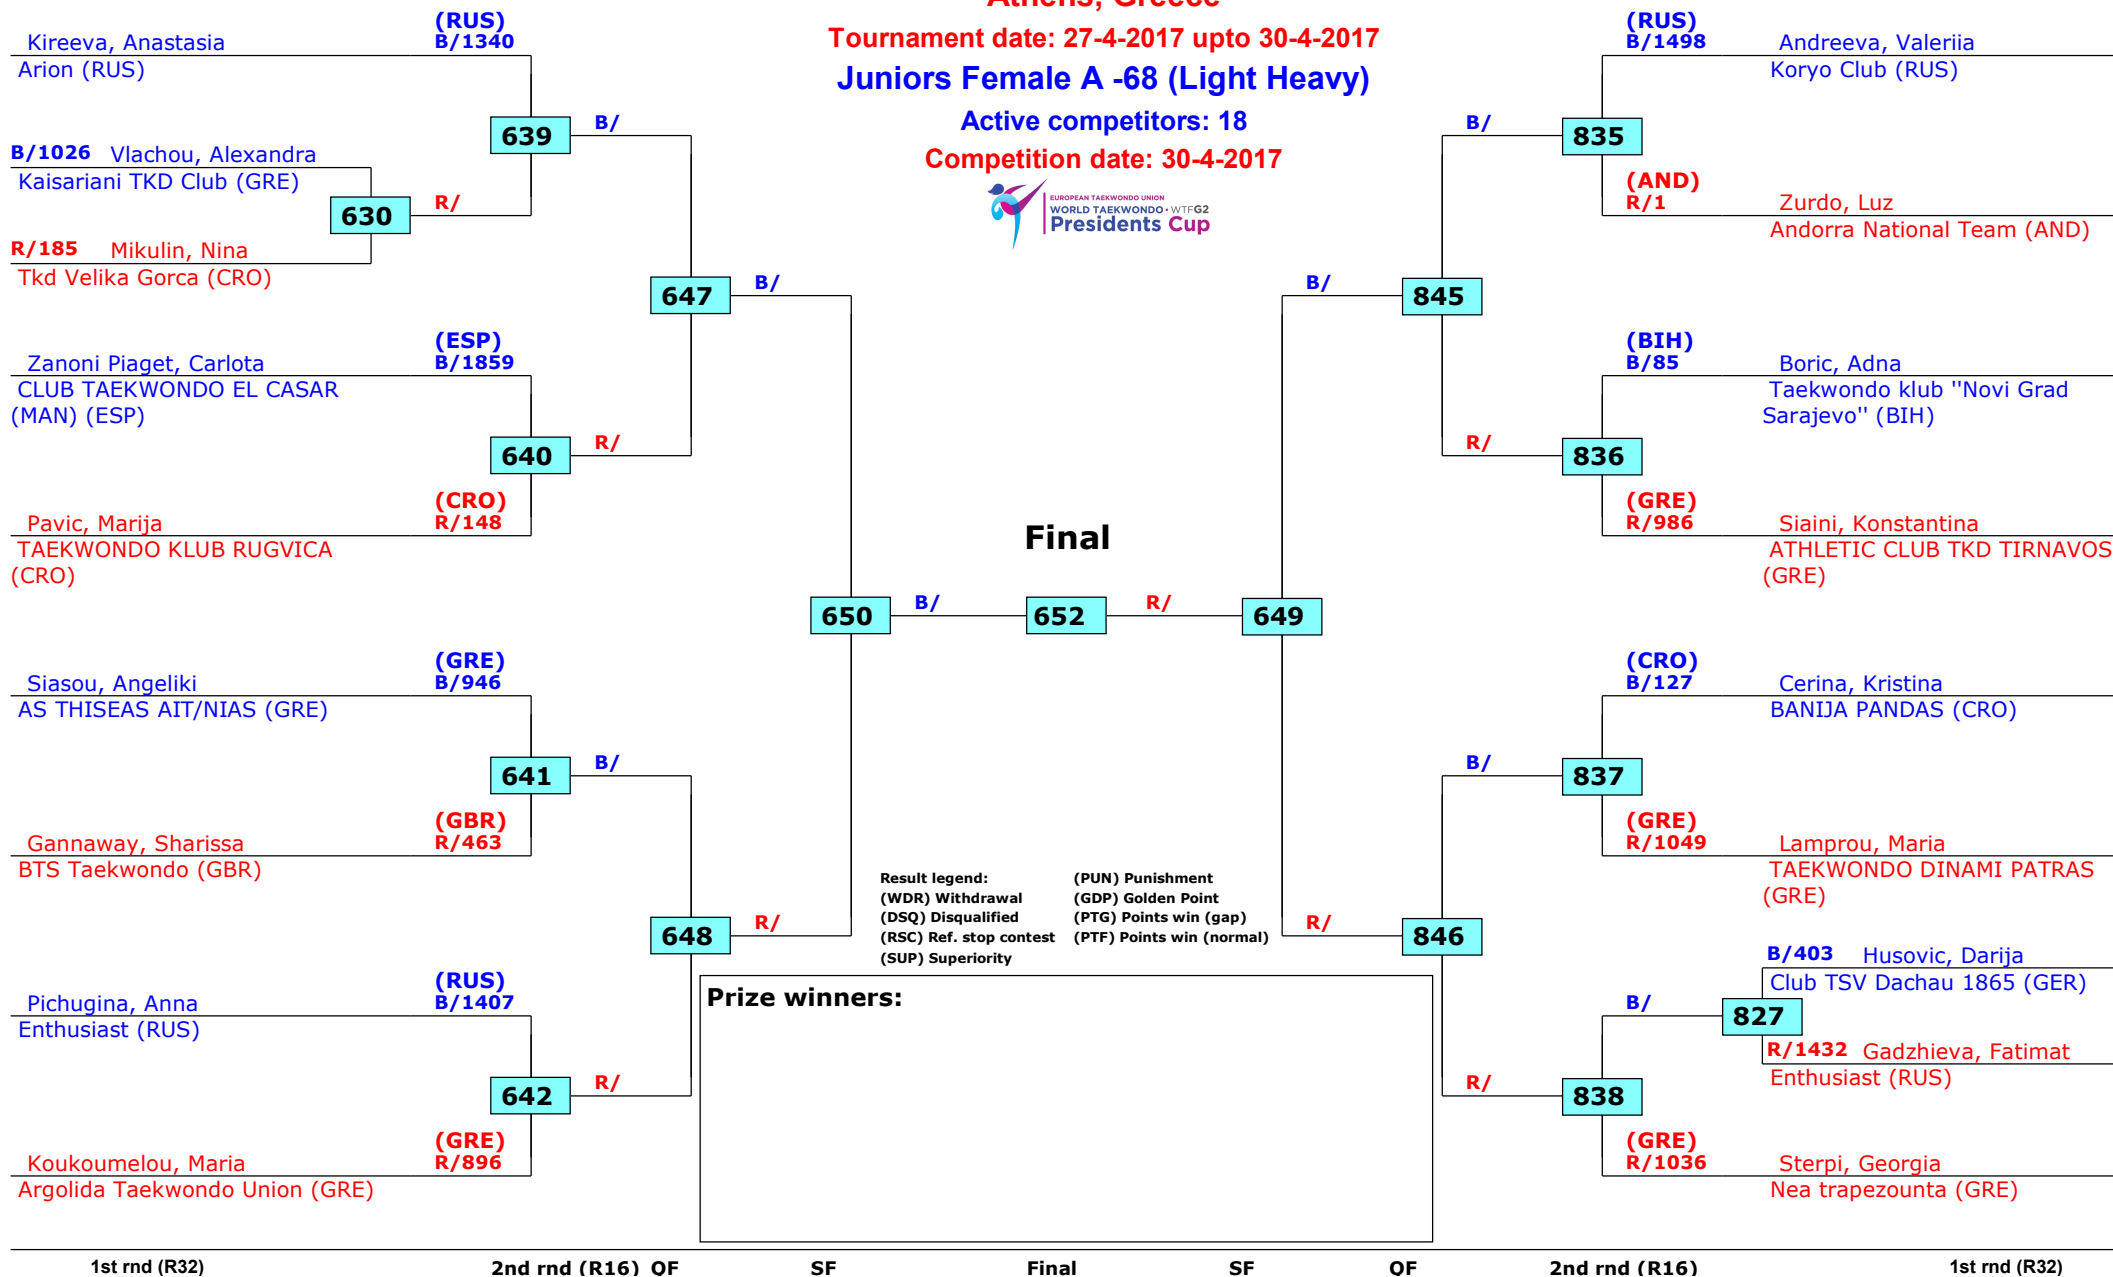 Athens, Greece
Tournament date: 27-4-2017 upto 30-4-2017
Juniors Female A -68 (Light Heavy)
Active competitors: 18
Competition date: 30-4-2017
EUROPEAN TAEKWONDO UNION
WORLD TAEKWONDO • WTFG2
Presidents Cup
(RUS)
Kireeva, Anastasia B/1340
Arion (RUS)
639 B/
B/1026 Vlachou, Alexandra
Kaisariani TKD Club (GRE)
630 R/
R/185 Mikulin, Nina
Tkd Velika Gorca (CRO)
647 B/
(ESP)
Zanoni Piaget, Carlota B/1859
CLUB TAEKWONDO EL CASAR
(MAN) (ESP)
640 R/
(CRO)
Pavic, Marija R/148
TAEKWONDO KLUB RUGVICA
(CRO)
650 B/
(GRE)
Siasou, Angeliki B/946
AS THISEAS AIT/NIAS (GRE)
641 B/
(GBR)
Gannaway, Sharissa R/463
BTS Taekwondo (GBR)
648 R/
(RUS)
Pichugina, Anna B/1407
Enthusiast (RUS)
642 R/
(GRE)
Koukoumelou, Maria R/896
Argolida Taekwondo Union (GRE)
Final
652
(RUS)
B/1498 Andreeva, Valeriia
Koryo Club (RUS)
B/ 835
(AND)
R/1 Zurdo, Luz
Andorra National Team (AND)
B/ 845
(BIH)
B/85 Boric, Adna
Taekwondo klub "Novi Grad
Sarajevo" (BIH)
R/ 836
(GRE)
R/986 Siaini, Konstantina
ATHLETIC CLUB TKD TIRNAVOS
(GRE)
R/ 649
(CRO)
B/127 Cerina, Kristina
BANIJA PANDAS (CRO)
B/ 837
(GRE)
R/1049 Lamprou, Maria
TAEKWONDO DINAMI PATRAS
(GRE)
R/ 846
B/403 Husovic, Darija
Club TSV Dachau 1865 (GER)
B/ 827
R/1432 Gadzhieva, Fatimat
Enthusiast (RUS)
R/ 838
(GRE)
R/1036 Sterpi, Georgia
Nea trapezounta (GRE)
Result legend: (PUN) Punishment
(WDR) Withdrawal (GDP) Golden Point
(DSQ) Disqualified (PTG) Points win (gap)
(RSC) Ref. stop contest (PTF) Points win (normal)
(SUP) Superiority
Prize winners:
1st rnd (R32) 2nd rnd (R16) QF SF Final SF QF 2nd rnd (R16) 1st rnd (R32)